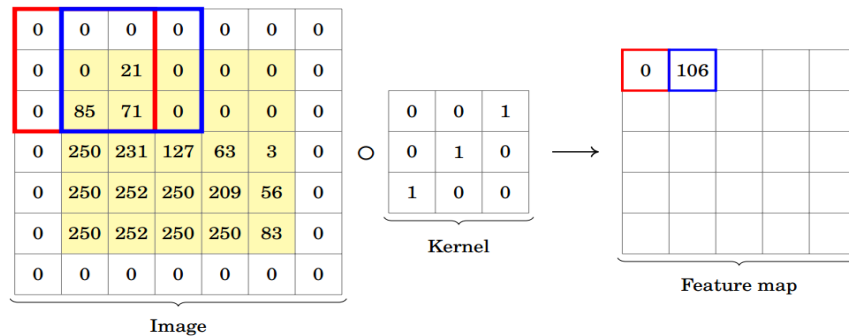 0 0 0 0 0 0 0
0 0 21 0 0 0 0
0 85 71 0 0 0 0
0 250 231 127 63 3 0
0 250 252 250 209 56 0
0 250 252 250 250 83 0
0 0 0 0 0 0 0
Image
0 0 1
0 1 0
1 0 0
Kernel
0 106
Feature map